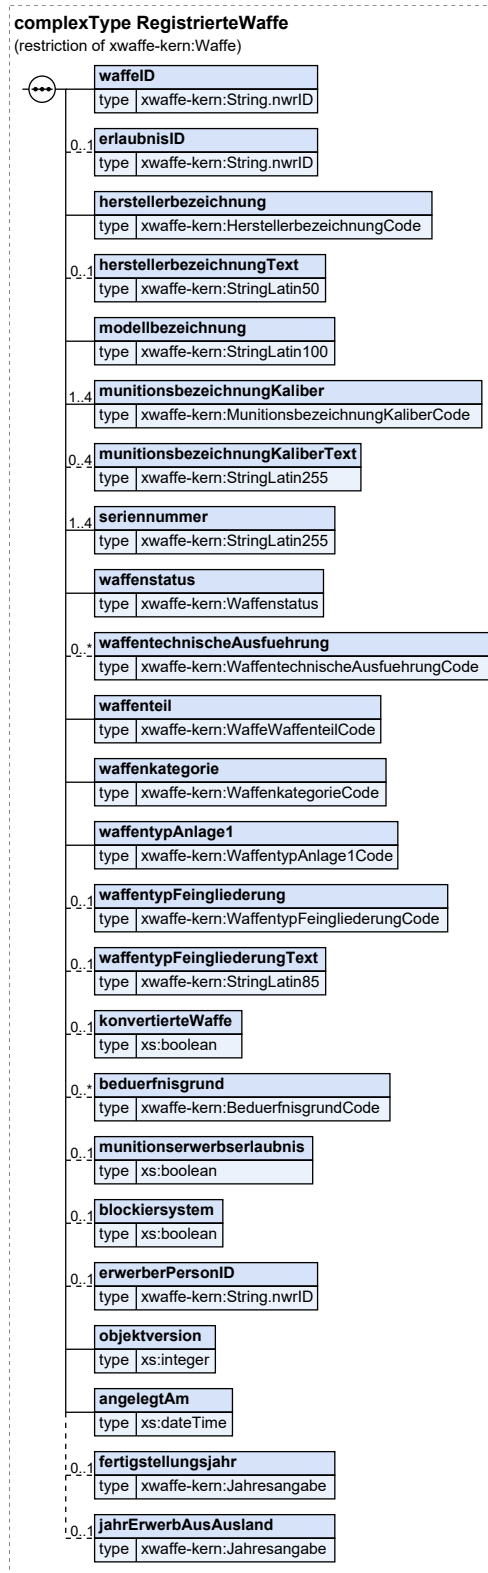 complexType RegistrierteWaffe
(restriction of xwaffe-kern:Waffe)
waffeID
type xwaffe-kern:String.nwrID
0..1 erlaubnisID
type xwaffe-kern:String.nwrID
herstellerbezeichnung
type xwaffe-kern:HerstellerbezeichnungCode
0..1 herstellerbezeichnungText
type xwaffe-kern:StringLatin50
modellbezeichnung
type xwaffe-kern:StringLatin100
1..4 munitionsbezeichnungKaliber
type xwaffe-kern:MunitionsbezeichnungKaliberCode
0..4 munitionsbezeichnungKaliberText
type xwaffe-kern:StringLatin255
1..4 seriennummer
type xwaffe-kern:StringLatin255
waffenstatus
type xwaffe-kern:Waffenstatus
0..* waffentechnischeAusfuehrung
type xwaffe-kern:WaffentechnischeAusfuehrungCode
waffenteil
type xwaffe-kern:WaffeWaffenteilCode
waffenkategorie
type xwaffe-kern:WaffenkategorieCode
waffentypAnlage1
type xwaffe-kern:WaffentypAnlage1Code
0..1 waffentypFeingliederung
type xwaffe-kern:WaffentypFeingliederungCode
0..1 waffentypFeingliederungText
type xwaffe-kern:StringLatin85
0..1 konvertierteWaffe
type xs:boolean
0..* beduerfnisgrund
type xwaffe-kern:BeduerfnisgrundCode
0..1 munitionserwerbserlaubnis
type xs:boolean
0..1 blockiersystem
type xs:boolean
0..1 erwerberPersonID
type xwaffe-kern:String.nwrID
objektversion
type xs:integer
angelegtAm
type xs:dateTime
0..1 fertigstellungsjahr
type xwaffe-kern:Jahresangabe
0..1 jahrErwerbAusAusland
type xwaffe-kern:Jahresangabe